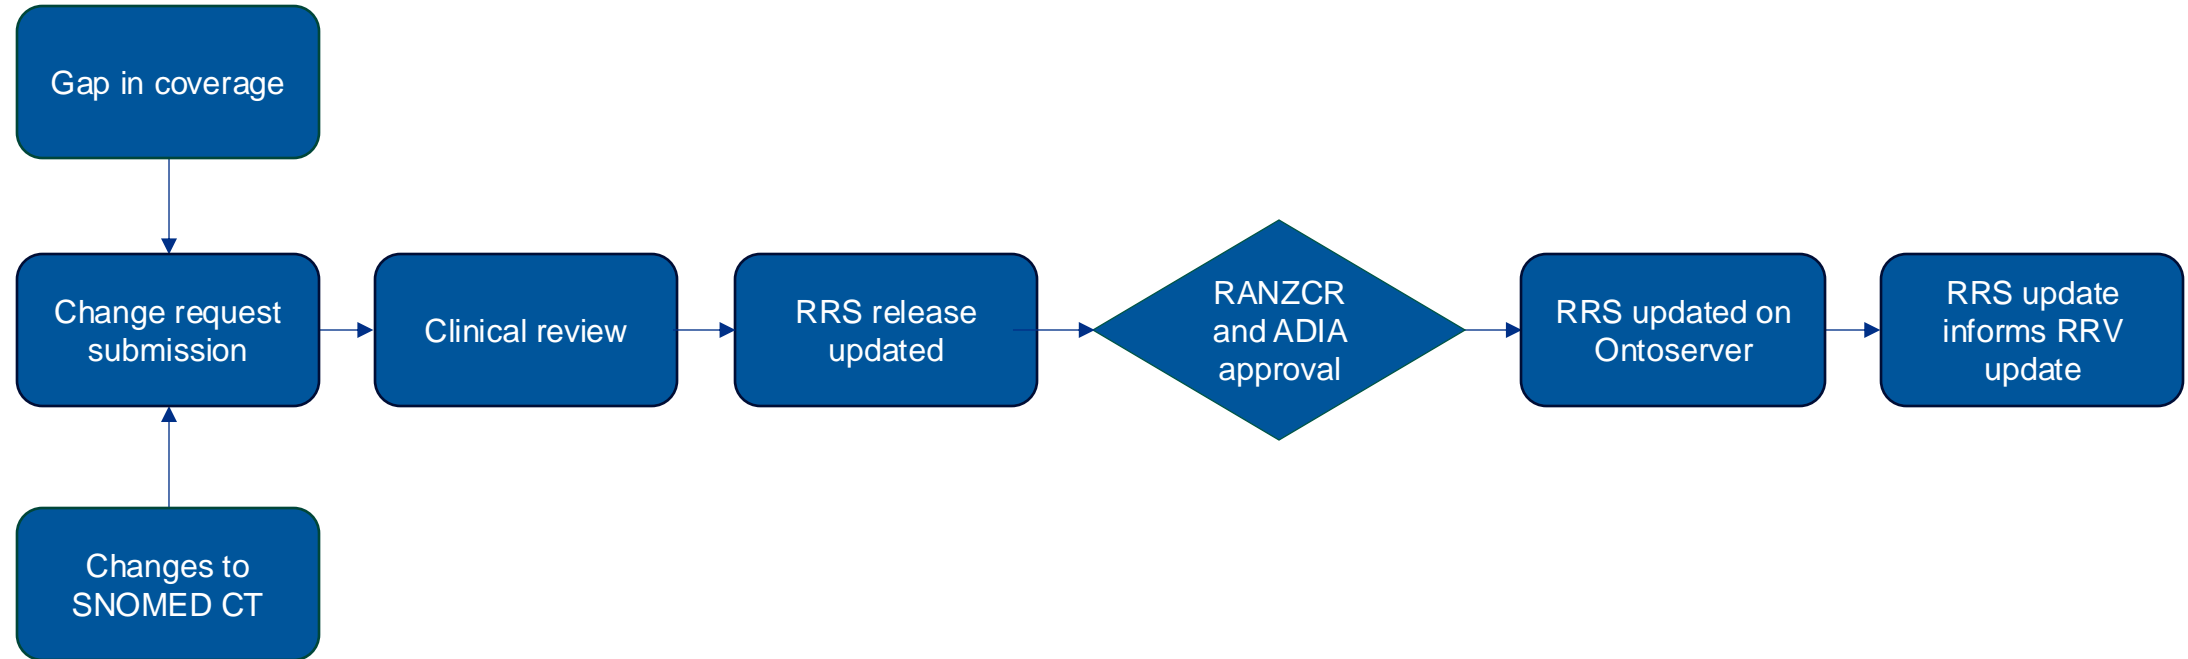 Gap in coverage
Change request
submission
Clinical review
RRS release
updated
RANZCR
and ADIA
approval
RRS updated on
Ontoserver
RRS update
informs RRV
update
Changes to
SNOMED CT